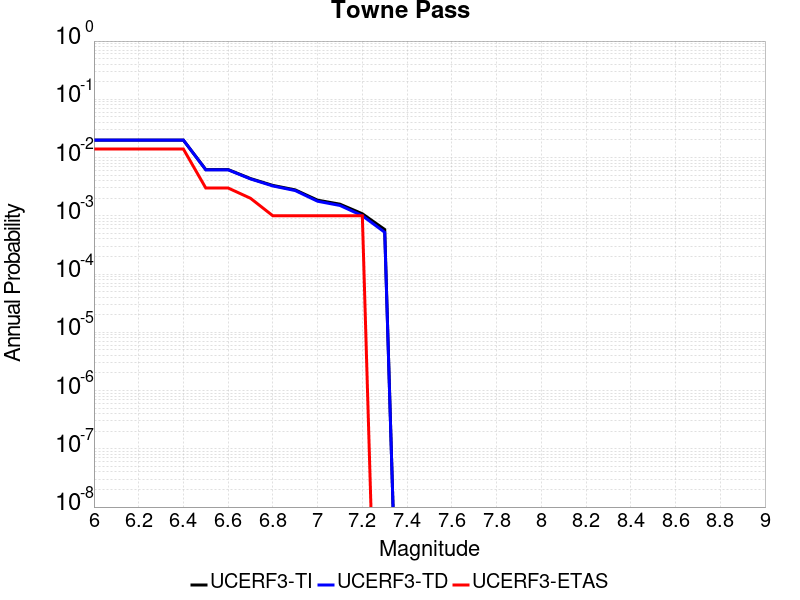 Towne Pass
Annual Probability
10^0
10^-1
10^-2
10^-3
10^-4
10^-5
10^-6
10^-7
10^-8
6 6.2 6.4 6.6 6.8 7 7.2 7.4 7.6 7.8 8 8.2 8.4 8.6 8.8 9
Magnitude
UCERF3-TI UCERF3-TD UCERF3-ETAS